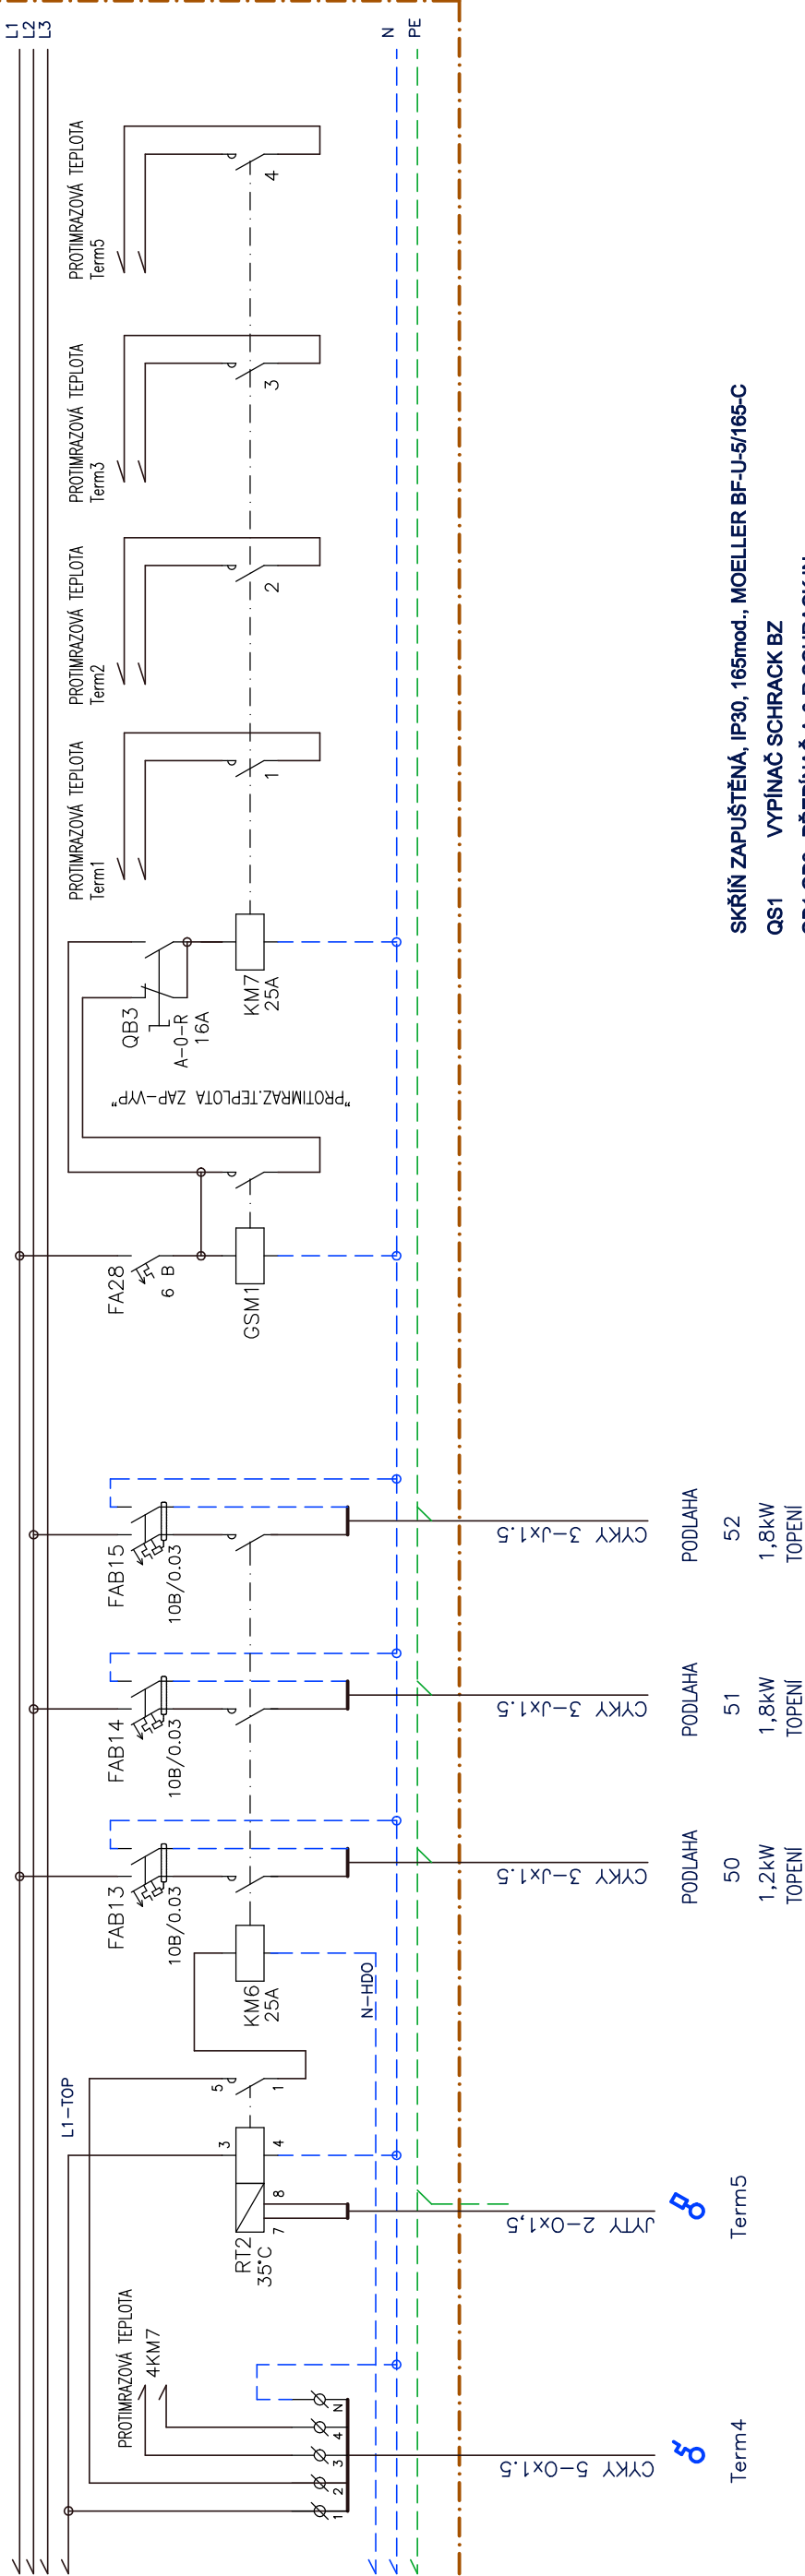 L1
L2
L3
N
PE
PROTIMRAZOVÁ TEPLOTA
Term5
4
PROTIMRAZOVÁ TEPLOTA
Term3
3
PROTIMRAZOVÁ TEPLOTA
Term2
2
PROTIMRAZOVÁ TEPLOTA
Term1
1
QB3
A-0-R
16A
KM7
25A
"PROTIMRAZ.TEPLOTA ZAP-VYP"
FA28
6 B
GSM1
FAB15
10B/0.03
CYKY 3-Jx1.5
PODLAHA
52
1,8kW
TOPENÍ
FAB14
10B/0.03
CYKY 3-Jx1.5
PODLAHA
51
1,8kW
TOPENÍ
FAB13
10B/0.03
CYKY 3-Jx1.5
PODLAHA
50
1,2kW
TOPENÍ
KM6
25A
N-HDO
L1-TOP
5
1
3
4
8
7
RT2
35°C
JYTY 2-Ox1,5
Term5
PROTIMRAZOVÁ TEPLOTA
4KM7
1
2
3
4
N
CYKY 5-Ox1.5
Term4
SKŘÍŇ ZAPUŠTĚNÁ, IP30, 165mod., MOELLER BF-U-5/165-C
QS1 VYPÍNAČ SCHRACK BZ